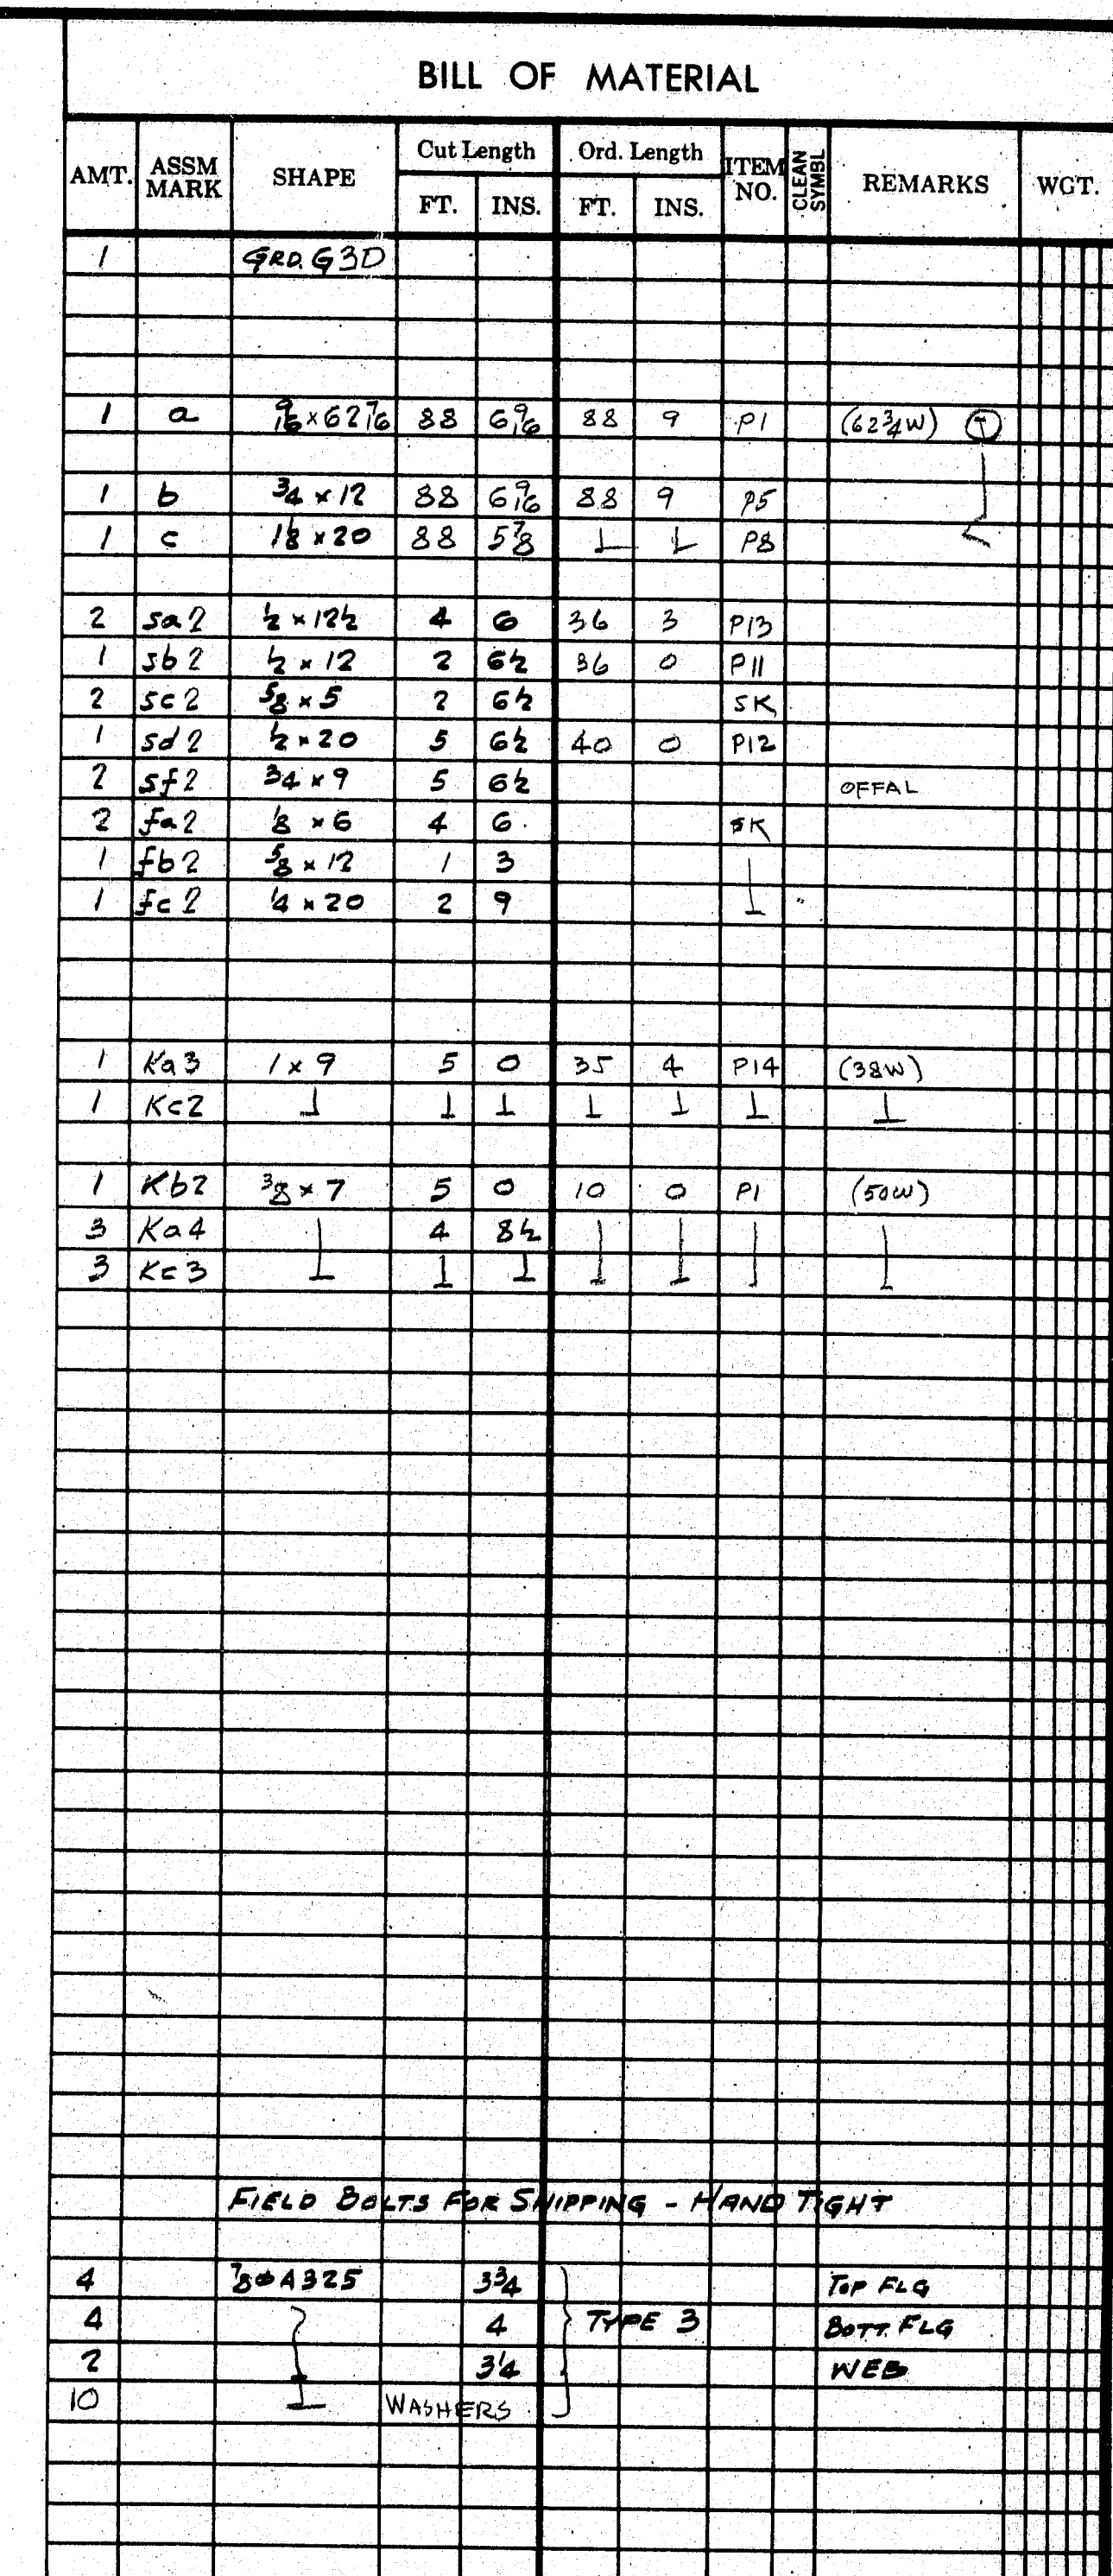 BILL OF MATERIAL
AMT. ASSM MARK SHAPE Cut Length FT. INS. Ord. Length FT. INS. ITEM NO. CLEAN SYMBL REMARKS WGT.
1 GRD. G3D
1 a 9/16 × 62 7/16 88 6 9/16 88 9 P1 (62 3/4 W) T
1 b 3/4 × 12 88 6 9/16 88 9 P5
1 c 1 1/8 × 20 88 5 7/8 P8
2 sa2 1/2 × 12 1/2 4 6 36 3 P13
1 sb2 1/2 × 12 2 6 1/2 36 0 P11
2 sc2 5/8 × 5 2 6 1/2 SK
1 sd2 1/2 × 20 5 6 1/2 40 0 P12
2 sf2 3/4 × 9 5 6 1/2 OFFAL
2 fa2 1/8 × 6 4 6 SK
1 fb2 5/8 × 12 1 3
1 fc2 1/4 × 20 2 9
1 Ka3 1 × 9 5 0 35 4 P14 (38W)
1 Kc2
1 Kb2 3/8 × 7 5 0 10 0 P1 (50W)
3 Ka4 4 8 1/2
3 Kc3
FIELD BOLTS FOR SHIPPING - HAND TIGHT
4 7/8 ø A325 3 3/4 TOP FLG
4 4 TYPE 3 BOTT. FLG
2 3 1/4 WEB
10 WASHERS